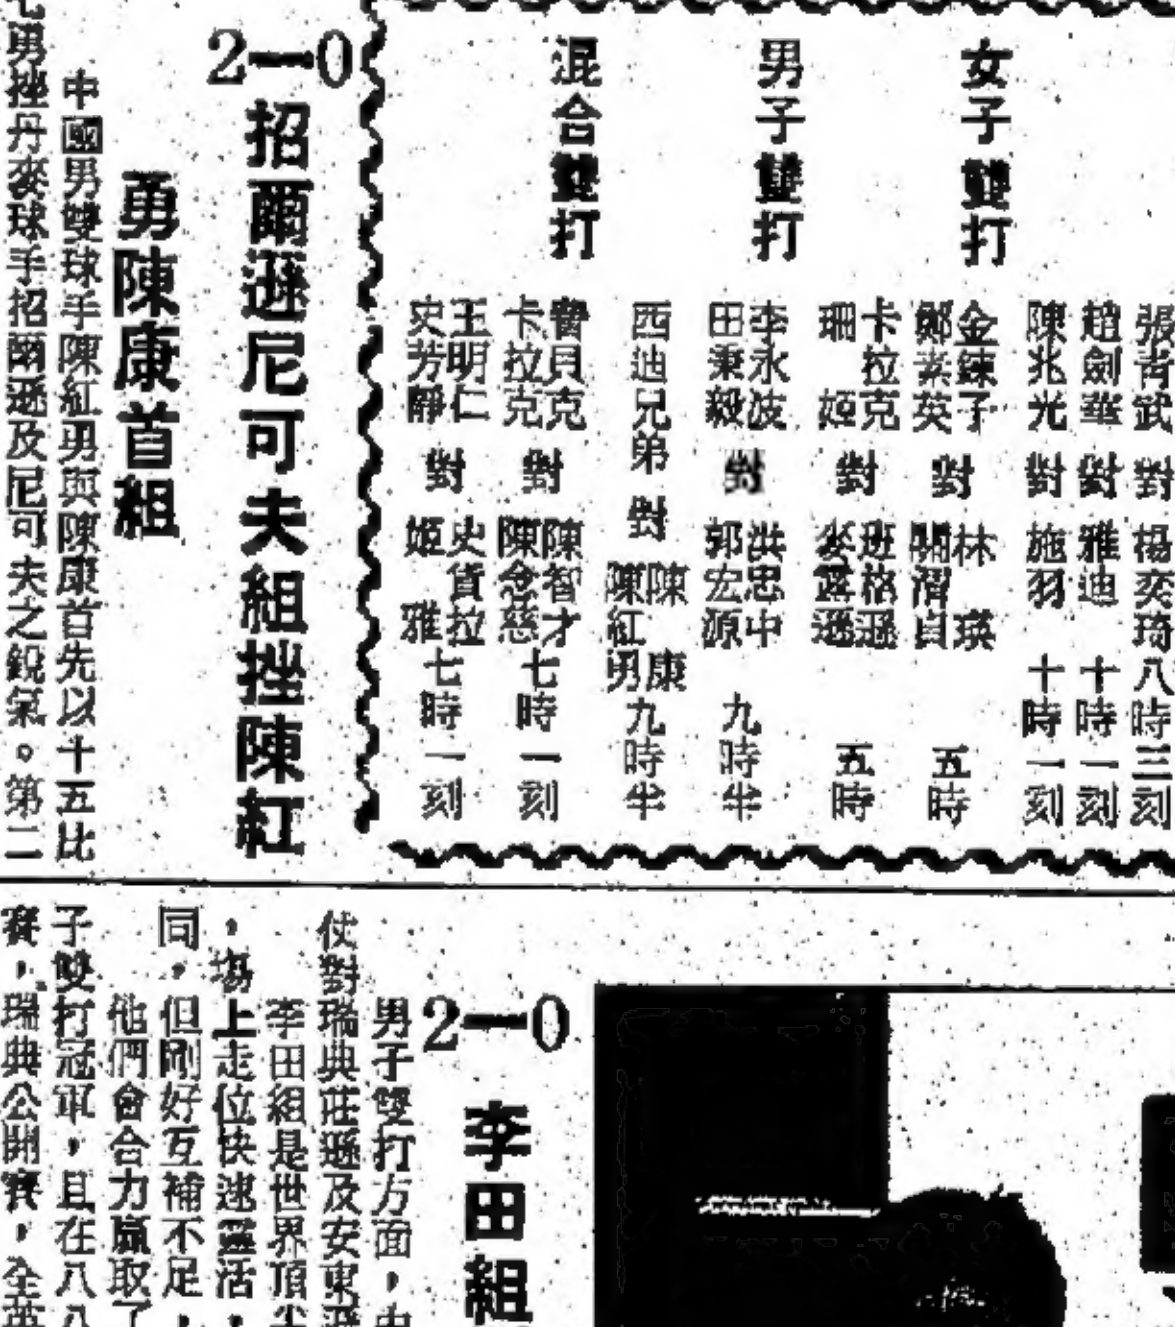 張青武 對 楊奕琦 八時三刻
趙劍華 對 雅迪 十時一刻
陳兆光 對 施羽 十時一刻
女子雙打
金練子
鄭素英 對 林瑛
關渭貞 五時
卡拉克
珊 姬 對 班格遜
麥露遜 五時
男子雙打
李永波
田秉毅 對 洪忠中
郭宏源 九時半
西迪兄弟 對 陳康
陳紅勇 九時半
混合雙打
貝克
卡拉克 對 陳智才
陳念慈 七時一刻
王明仁
史芳靜 對 史貨拉
姬雅 七時一刻
2—0
招爾遜尼可夫組挫陳紅
勇陳康首組
中國男雙球手陳紅勇與陳康首先以十五比
七勇挫丹麥球手招爾遜及尼可夫之銳氣。第二
2—0
李田組
男子雙打方面，
仗對瑞典莊遜及安東遜
李田組是世界頂尖
，場上走位快速靈活，
同，但剛好互補不足，
他們會合力贏取了
子雙打冠軍，且在八八
賽，瑞典公開賽，全英